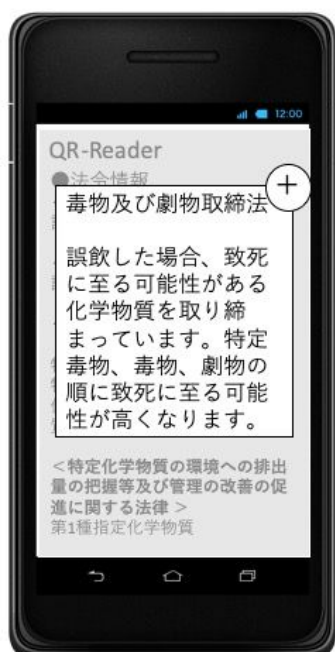 12:00
QR-Reader
●法令情報
+
毒物及び劇物取締法
誤飲した場合、致死
に至る可能性がある
化学物質を取り締
まっています。特定
毒物、毒物、劇物の
順に致死に至る可能
性が高くなります。
＜特定化学物質の環境への排出
量の把握等及び管理の改善の促
進に関する法律 ＞
第1種指定化学物質